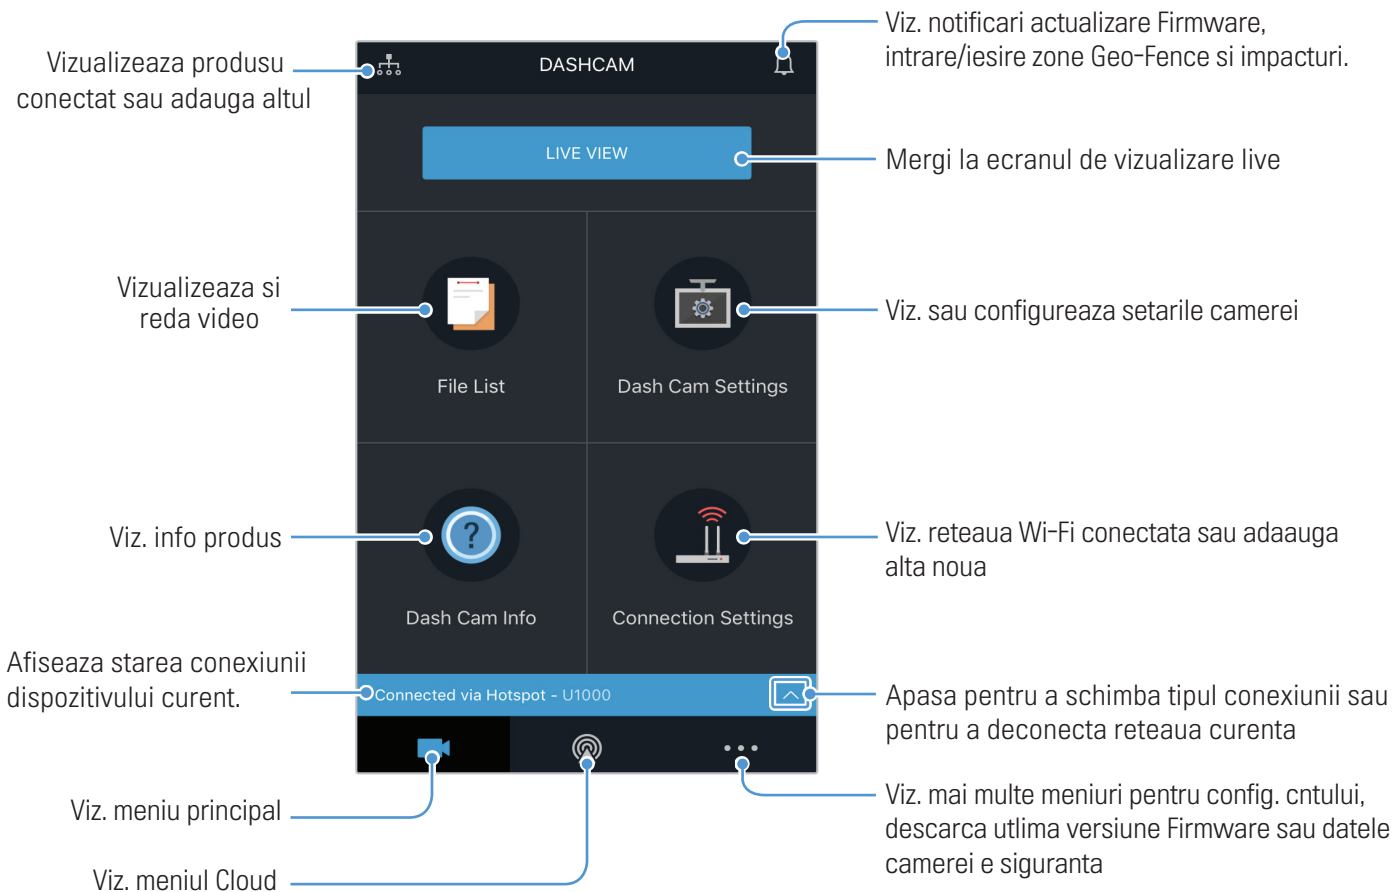 Viz. notificari actualizare Firmware,
intrare/iesire zone Geo-Fence si impacturi.
Vizualizeaza produsu
conectat sau adauga altul
DASHCAM
LIVE VIEW
Mergi la ecranul de vizualizare live
Vizualizeaza si
reda video
Viz. sau configureaza setarile camerei
File List
Dash Cam Settings
Viz. info produs
Viz. reteaua Wi-Fi conectata sau adaauga
alta noua
Dash Cam Info
Connection Settings
Afiseaza starea conexiunii
dispozitivului curent.
Connected via Hotspot - U1000
Apasa pentru a schimba tipul conexiunii sau
pentru a deconecta reteaua curenta
Viz. meniu principal
Viz. mai multe meniuri pentru config. cntului,
descarca utlima versiune Firmware sau datele
camerei e siguranta
Viz. meniul Cloud